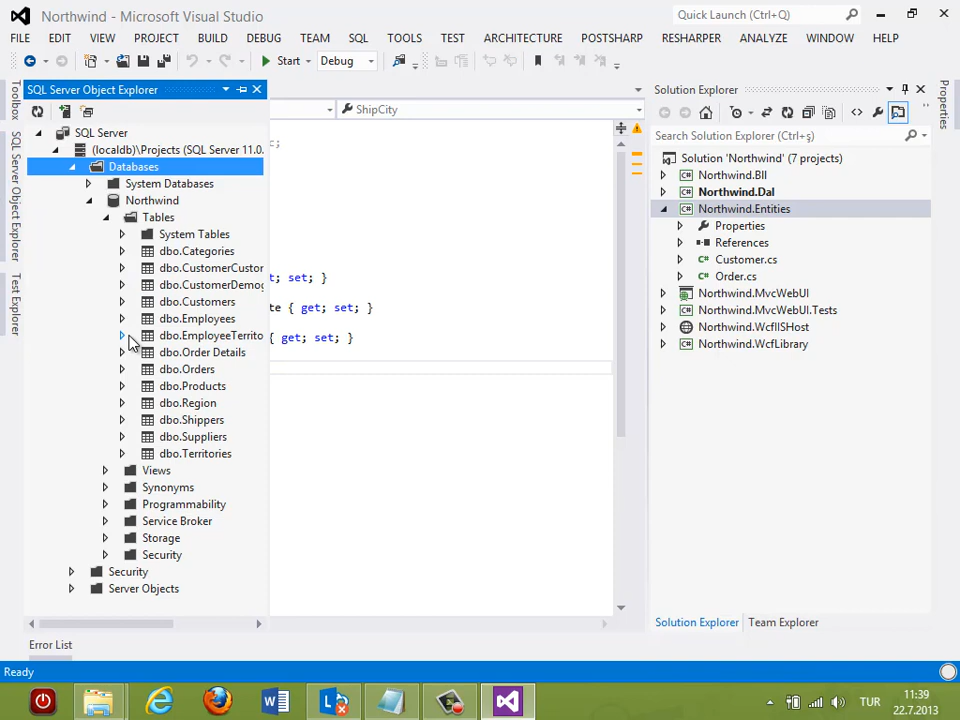 Northwind - Microsoft Visual Studio
Quick Launch (Ctrl+Q)
FILE EDIT VIEW PROJECT BUILD DEBUG TEAM SQL TOOLS TEST ARCHITECTURE POSTSHARP RESHARPER ANALYZE WINDOW HELP
Start Debug
Toolbox
SQL Server Object Explorer
Test Explorer
SQL Server Object Explorer
SQL Server
(localdb)\Projects (SQL Server 11.0.
Databases
System Databases
Northwind
Tables
System Tables
dbo.Categories
dbo.CustomerCustor
dbo.CustomerDemog
dbo.Customers
dbo.Employees
dbo.EmployeeTerrito
dbo.Order Details
dbo.Orders
dbo.Products
dbo.Region
dbo.Shippers
dbo.Suppliers
dbo.Territories
Views
Synonyms
Programmability
Service Broker
Storage
Security
Security
Server Objects
ShipCity
c;
t; set; }
te { get; set; }
{ get; set; }
Solution Explorer
Search Solution Explorer (Ctrl+ş)
Solution 'Northwind' (7 projects)
Northwind.Bll
Northwind.Dal
Northwind.Entities
Properties
References
Customer.cs
Order.cs
Northwind.MvcWebUI
Northwind.MvcWebUI.Tests
Northwind.WcfIISHost
Northwind.WcfLibrary
Solution Explorer Team Explorer
Properties
Error List
Ready
TUR
11:39
22.7.2013